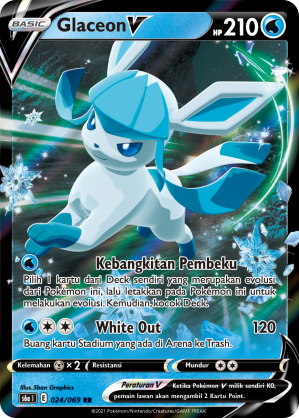 BASIC Glaceon V HP 210
Kebangkitan Pembeku
Pilih 1 kartu dari Deck sendiri yang merupakan evolusi
dari Pokémon ini, lalu letakkan pada Pokémon ini untuk
melakukan evolusi. Kemudian, kocok Deck.
White Out 120
Buang kartu Stadium yang ada di Arena ke Trash.
Kelemahan × 2 Resistansi Mundur
Illus. 5ban Graphics
s6a I E 024/069 RR
Peraturan V Ketika Pokémon V milik sendiri KO,
pemain lawan akan mengambil 2 Kartu Point.
©2021 Pokémon/Nintendo/Creatures/GAME FREAK.